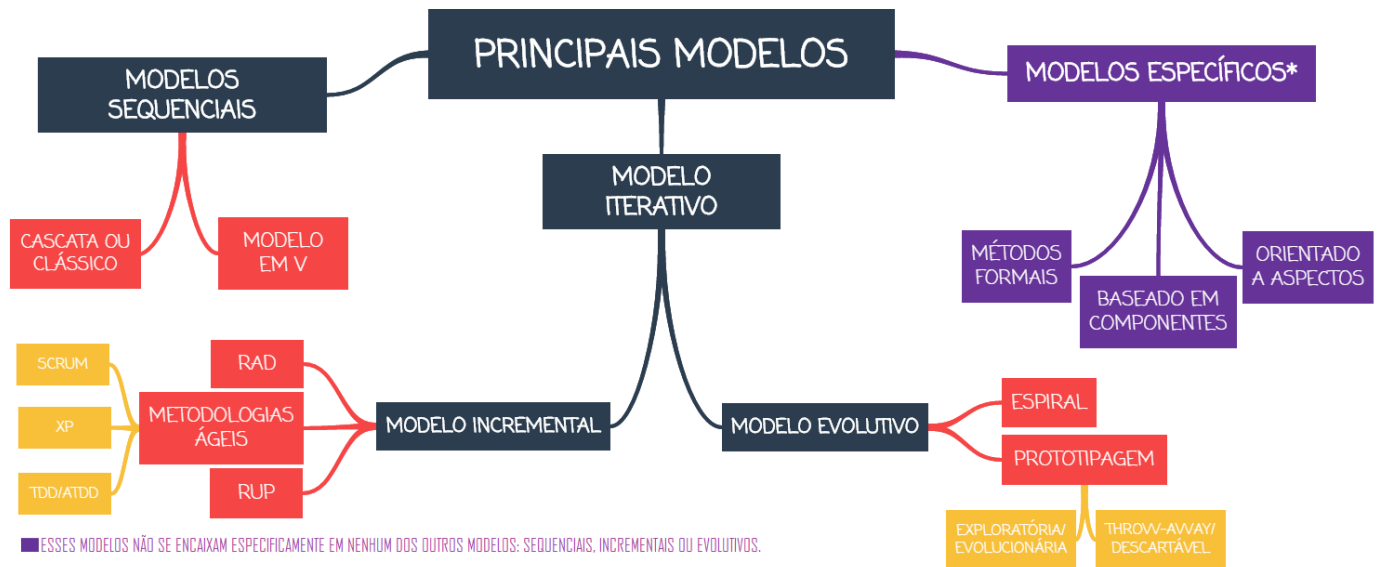 PRINCIPAIS MODELOS
MODELOS
SEQUENCIAIS
MODELOS ESPECÍFICOS*
MODELO
ITERATIVO
CASCATA OU
CLÁSSICO
MODELO
EM V
MÉTODOS
FORMAIS
BASEADO EM
COMPONENTES
ORIENTADO
A ASPECTOS
SCRUM
XP
TDD/ATDD
METODOLOGIAS
ÁGEIS
RAD
RUP
MODELO INCREMENTAL
MODELO EVOLUTIVO
ESPIRAL
PROTOTIPAGEM
EXPLORATÓRIA/
EVOLUCIONÁRIA
THROW-AWAY/
DESCARTÁVEL
ESSES MODELOS NÃO SE ENCAIXAM ESPECIFICAMENTE EM NENHUM DOS OUTROS MODELOS: SEQUENCIAIS, INCREMENTAIS OU EVOLUTIVOS.